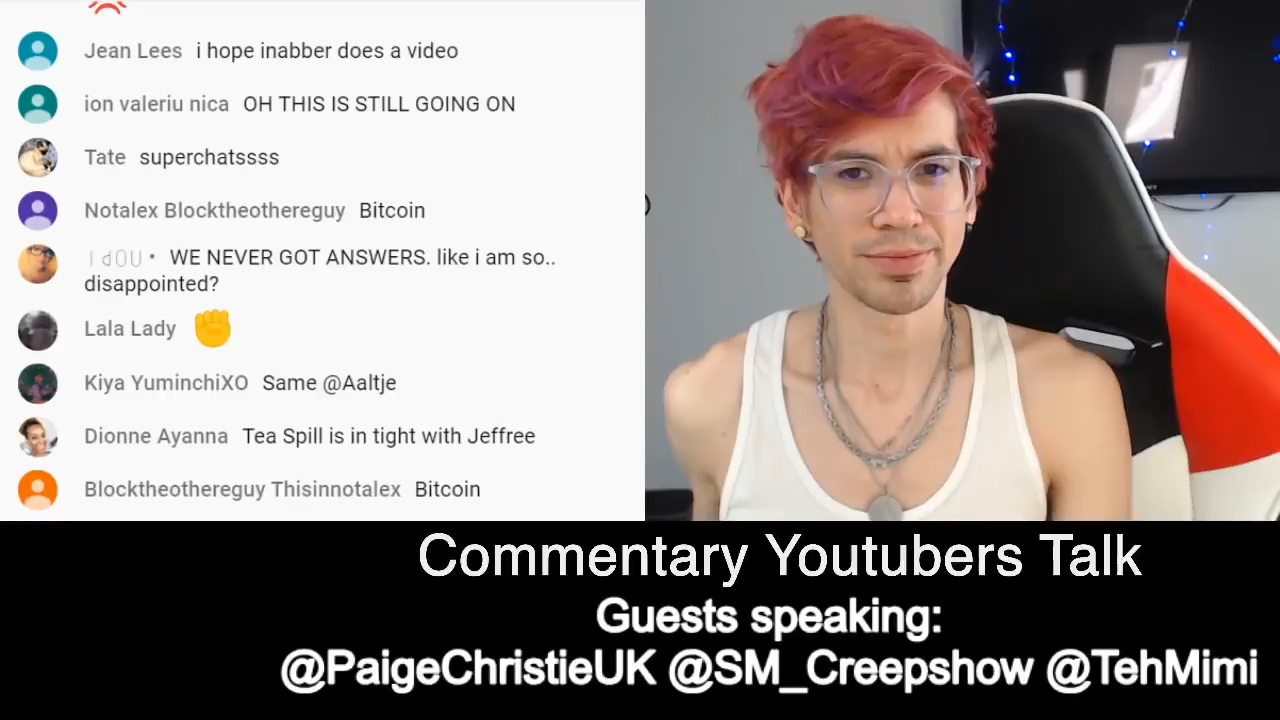 Jean Lees i hope inabber does a video
ion valeriu nica OH THIS IS STILL GOING ON
Tate superchatssss
Notalex Blocktheothereguy Bitcoin
WE NEVER GOT ANSWERS. like i am so..
disappointed?
Lala Lady
Kiya YuminchiXO Same @Aaltje
Dionne Ayanna Tea Spill is in tight with Jeffree
Blocktheothereguy Thisinnotalex Bitcoin
Commentary Youtubers Talk
Guests speaking:
@PaigeChristieUK @SM_Creepshow @TehMimi